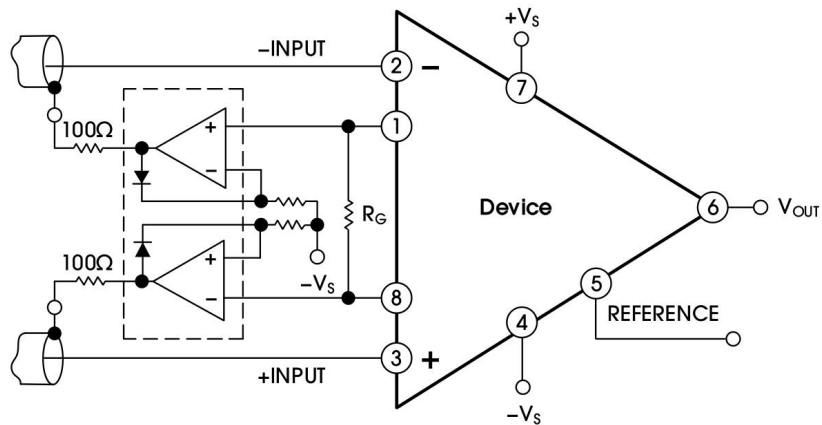 +VS
−INPUT
2
−
7
100Ω
+
1
−
Device
6
VOUT
RG
100Ω
+
−VS
5
−
8
REFERENCE
4
3
+
+INPUT
−VS